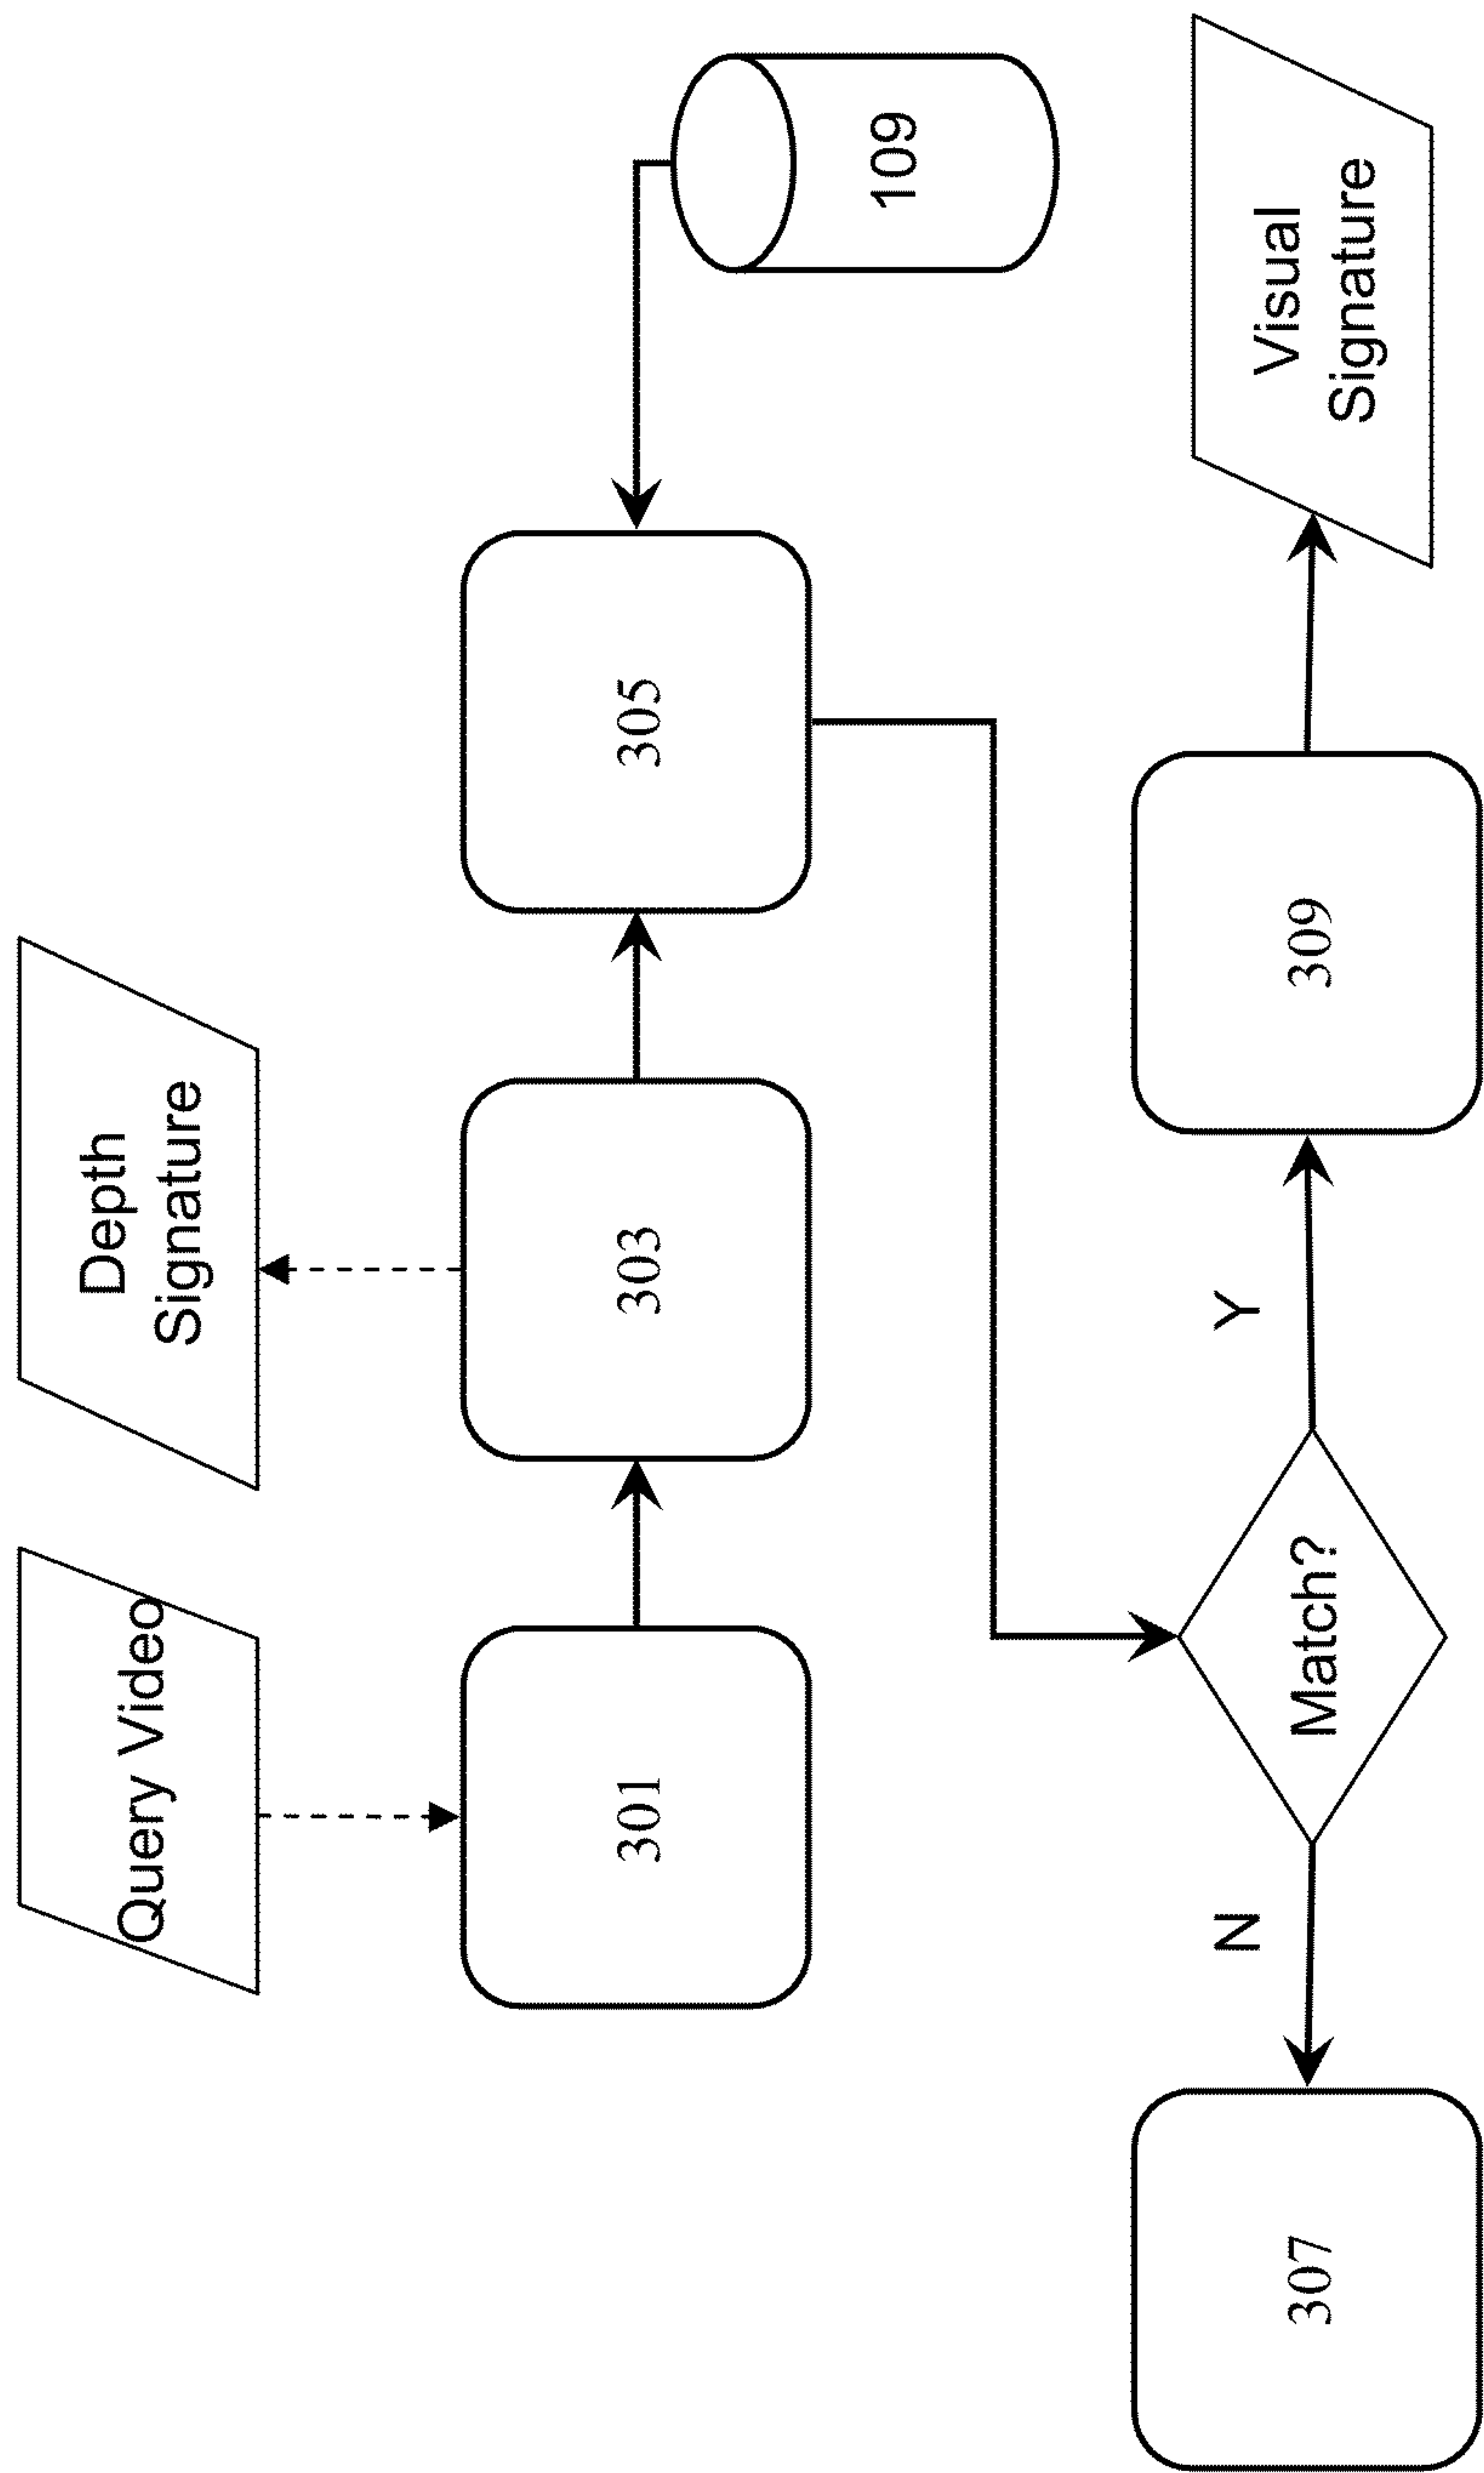 Query Video
Depth
Signature
301
303
305
109
Match?
N
Y
307
309
Visual
Signature